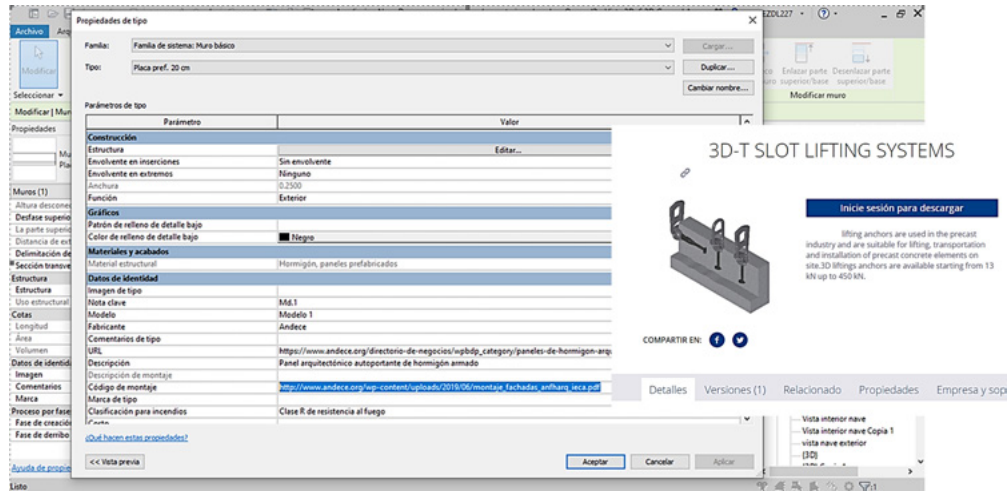 Propiedades de tipo
EZDL227
Archivo
Modificar
Seleccionar
Enlazar parte superior/base
Desenlazar parte superior/base
Modificar muro
Modificar | Mur
Propiedades
Mu
Pla
Muros (1)
Altura descone
Desfase superio
La parte superio
Distancia de ext
Delimitación de
Sección transve
Estructura
Estructura
Uso estructural
Cotas
Longitud
Área
Volumen
Datos de identid
Imagen
Comentarios
Marca
Proceso por fase
Fase de creació
Fase de derribo
Ayuda de propie
Listo
Familia: Familia de sistema: Muro básico Cargar...
Tipo: Placa pref. 20 cm Duplicar...
Cambiar nombre...
Parámetros de tipo
Parámetro Valor
Construcción
Estructura Editar...
Envolvente en inserciones Sin envolvente
Envolvente en extremos Ninguno
Anchura 0.2500
Función Exterior
Gráficos
Patrón de relleno de detalle bajo
Color de relleno de detalle bajo Negro
Materiales y acabados
Material estructural Hormigón, paneles prefabricados
Datos de identidad
Imagen de tipo
Nota clave Md.1
Modelo Modelo 1
Fabricante Andece
Comentarios de tipo
URL https://www.andece.org/directorio-de-negocios/wpbdp_category/paneles-de-hormigon-arqu
Descripción Panel arquitectónico autoportante de hormigón armado
Descripción de montaje
Código de montaje http://www.andece.org/wp-content/uploads/2019/06/montaje_fachadas_anfharq_ieca.pdf
Marca de tipo
Clasificación para incendios Clase R de resistencia al fuego
¿Qué hacen estas propiedades?
<< Vista previa Aceptar Cancelar Aplicar
3D-T SLOT LIFTING SYSTEMS
Inicie sesión para descargar
lifting anchors are used in the precast
industry and are suitable for lifting, transportation
and installation of precast concrete elements on
site.3D liftings anchors are available starting from 13
kN up to 450 kN.
COMPARTIR EN:
Detalles Versiones (1) Relacionado Propiedades Empresa y sopo
Vista interior nave
Vista interior nave Copia 1
vista nave exterior
{3D}